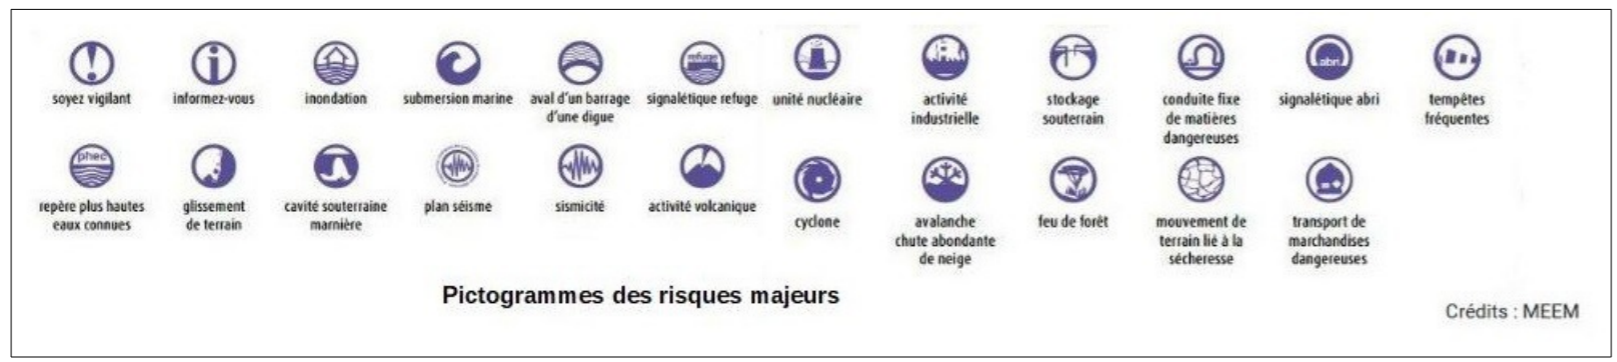 soyez vigilant
informez-vous
inondation
submersion marine
aval d'un barrage
d'une digue
refuge
signalétique refuge
unité nucléaire
activité
industrielle
stockage
souterrain
conduite fixe
de matières
dangereuses
abri
signalétique abri
tempêtes
fréquentes
phec
repère plus hautes
eaux connues
glissement
de terrain
cavité souterraine
marnière
plan séisme
sismicité
activité volcanique
cyclone
avalanche
chute abondante
de neige
feu de forêt
mouvement de
terrain lié à la
sécheresse
transport de
marchandises
dangereuses
Pictogrammes des risques majeurs
Crédits : MEEM